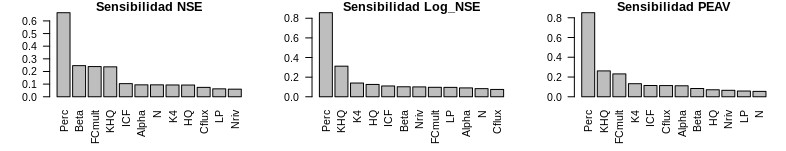 Sensibilidad NSE
0.6
0.5
0.4
0.3
0.2
0.1
0.0
Perc Beta FCmult KHQ ICF Alpha N K4 HQ Cflux LP Nriv
Sensibilidad Log_NSE
0.8
0.6
0.4
0.2
0.0
Perc KHQ K4 HQ ICF Beta Nriv FCmult LP Alpha N Cflux
Sensibilidad PEAV
0.8
0.6
0.4
0.2
0.0
Perc KHQ FCmult K4 ICF Cflux Alpha Beta HQ Nriv LP N